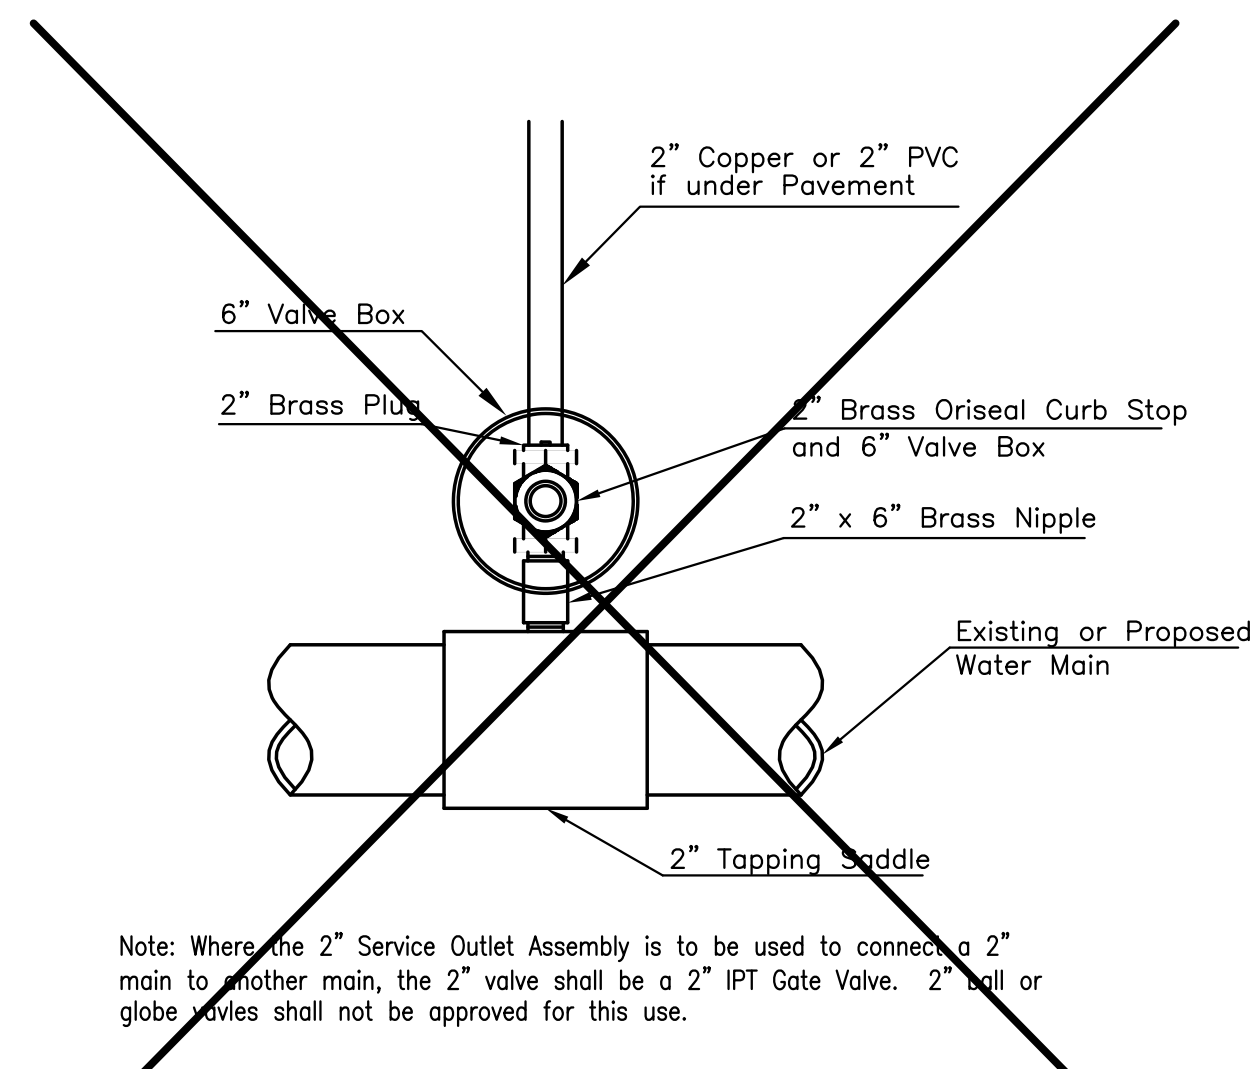 2” Copper or 2” PVC
if under Pavement
6” Valve Box
2” Brass Plug
2” Brass Oriseal Curb Stop
and 6” Valve Box
2” x 6” Brass Nipple
Existing or Proposed
Water Main
2” Tapping Saddle
Note: Where the 2” Service Outlet Assembly is to be used to connect a 2”
main to another main, the 2” valve shall be a 2” IPT Gate Valve. 2” ball or
globe vavles shall not be approved for this use.